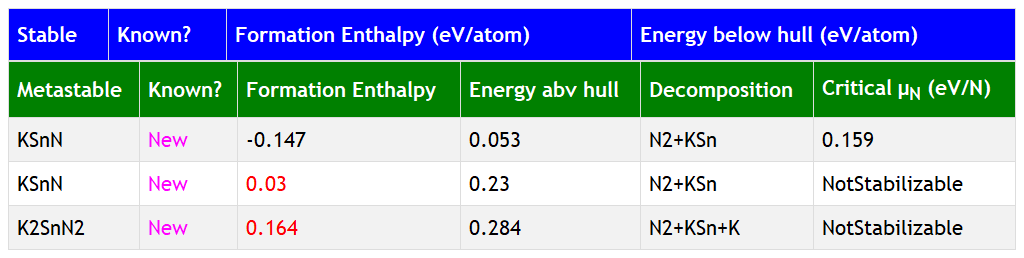 Stable Known? Formation Enthalpy (eV/atom) Energy below hull (eV/atom)
Metastable Known? Formation Enthalpy Energy abv hull Decomposition Critical μN (eV/N)
KSnN New -0.147 0.053 N2+KSn 0.159
KSnN New 0.03 0.23 N2+KSn NotStabilizable
K2SnN2 New 0.164 0.284 N2+KSn+K NotStabilizable